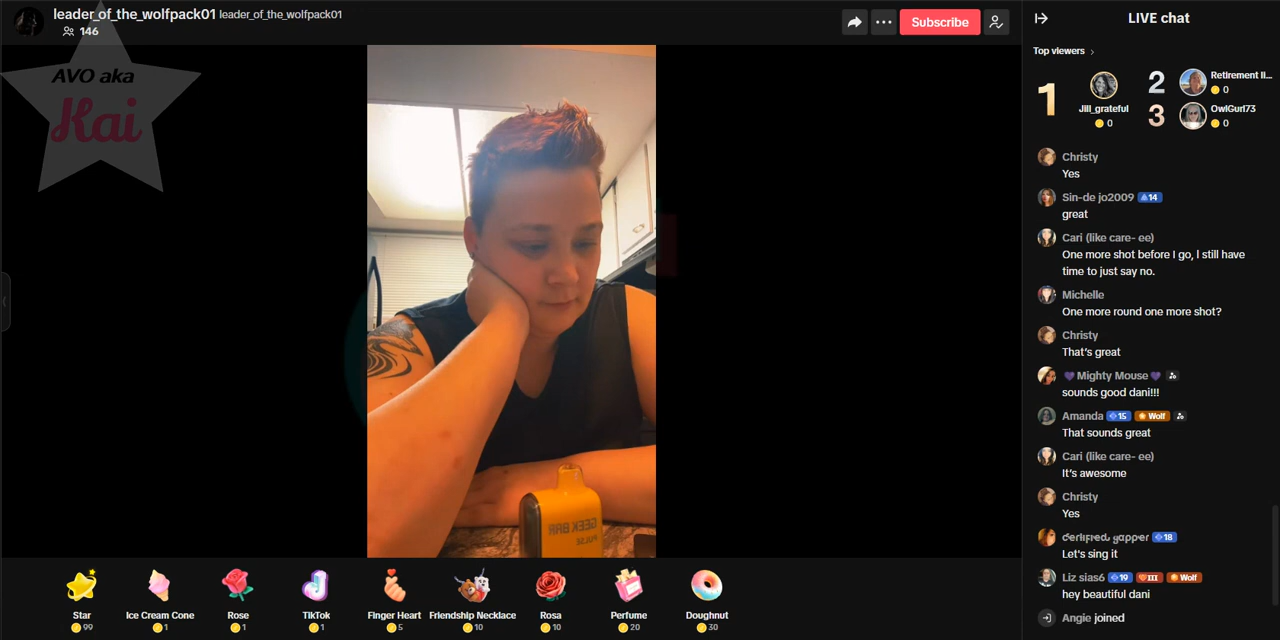 leader_of_the_wolfpack01 leader_of_the_wolfpack01
146
Subscribe
LIVE chat
AVO aka
Kai
Top viewers
1
Jill_grateful
0
2
Retirement li...
0
3
OwlGurl73
0
Christy
Yes
Sin-de jo2009 14
great
Cari (like care- ee)
One more shot before I go, I still have
time to just say no.
Michelle
One more round one more shot?
Christy
That's great
💜Mighty Mouse💜
sounds good dani!!!
Amanda 15 Wolf
That sounds great
Cari (like care- ee)
It's awesome
Christy
Yes
certified yapper 18
Let's sing it
Liz sias6 19 III Wolf
hey beautiful dani
Angie joined
GEEK BAR
PULSE
Star
99
Ice Cream Cone
1
Rose
1
TikTok
1
Finger Heart
5
Friendship Necklace
10
Rosa
10
Perfume
20
Doughnut
30